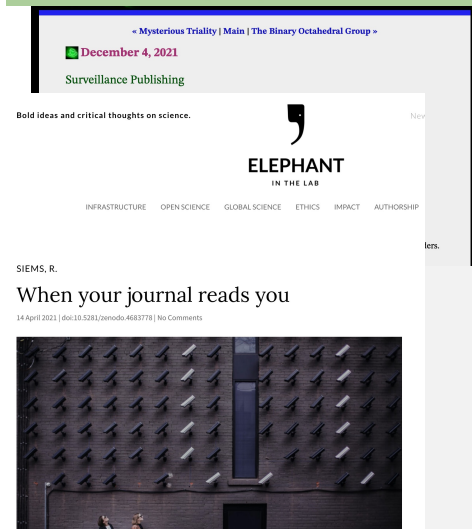 « Mysterious Triality | Main | The Binary Octahedral Group »
December 4, 2021
Surveillance Publishing
Bold ideas and critical thoughts on science.
ELEPHANT
IN THE LAB
INFRASTRUCTURE OPEN SCIENCE GLOBAL SCIENCE ETHICS IMPACT AUTHORSHIP
SIEMS, R.
When your journal reads you
14 April 2021 | doi:10.5281/zenodo.4683778 | No Comments